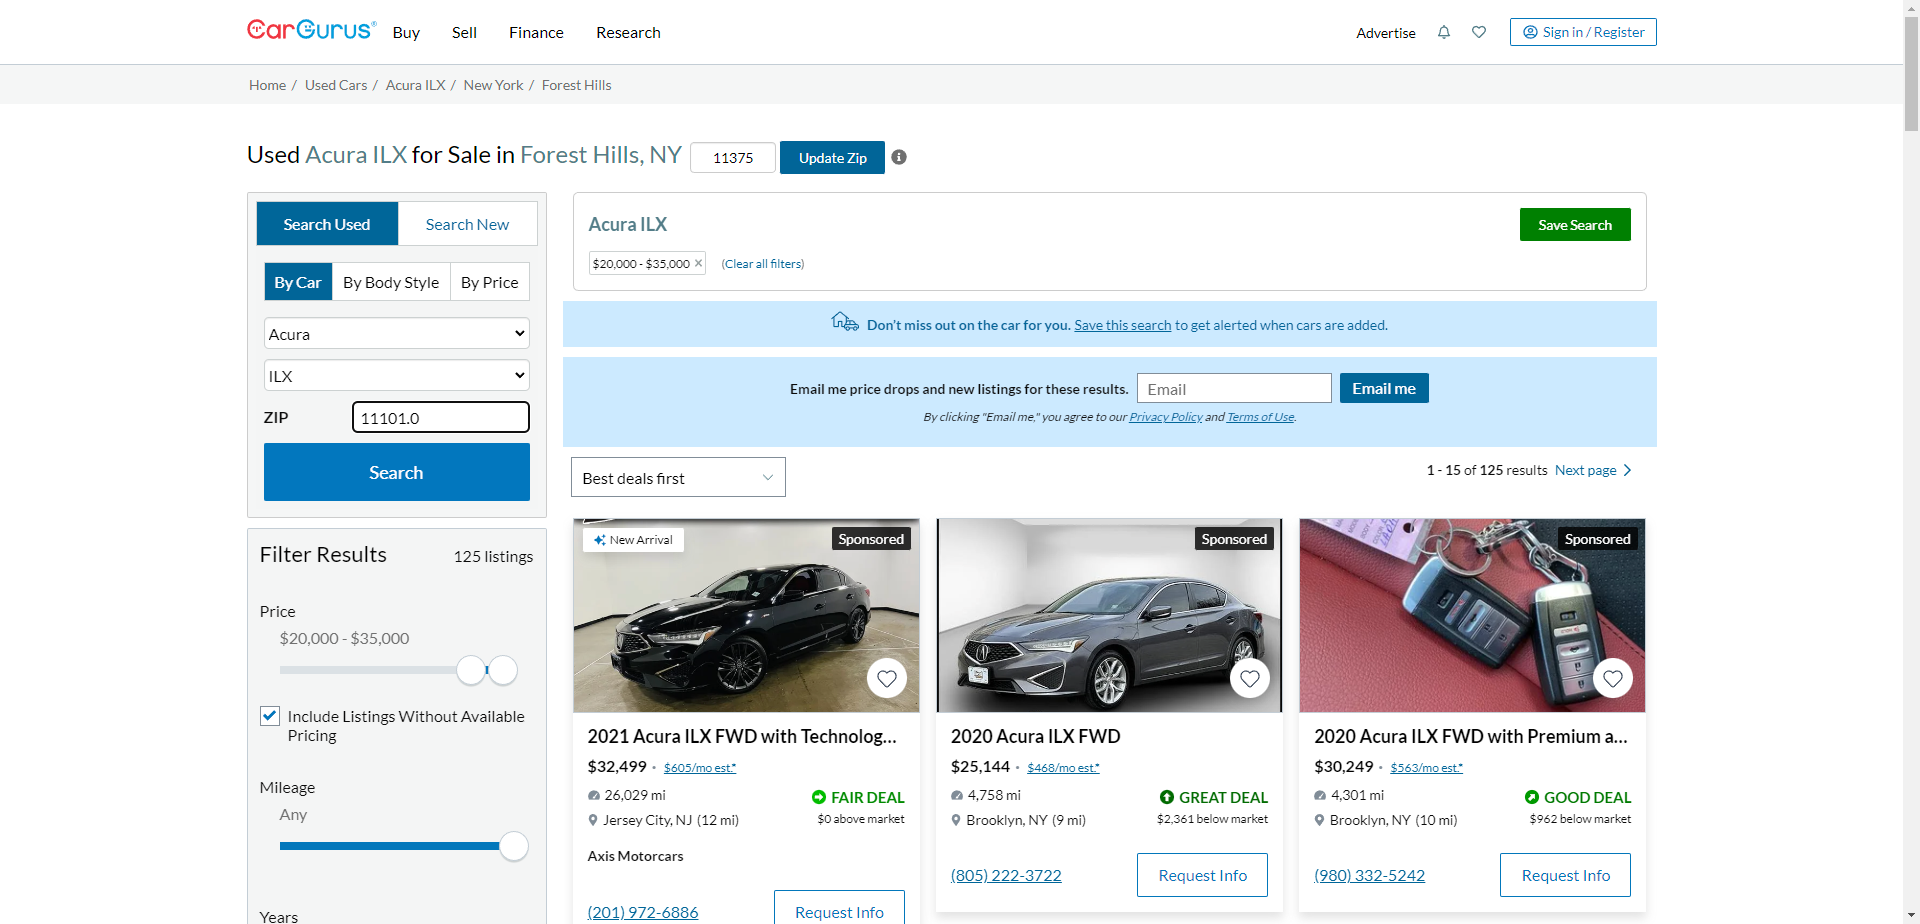 CarGurus
Buy
Sell
Finance
Research
Advertise
Sign in / Register
Home / Used Cars / Acura ILX / New York / Forest Hills
Used Acura ILX for Sale in Forest Hills, NY
11375
Update Zip
Search Used
Search New
By Car
By Body Style
By Price
Acura
ILX
ZIP
11101.0
Search
Acura ILX
Save Search
$20,000 - $35,000
(Clear all filters)
Don't miss out on the car for you. Save this search to get alerted when cars are added.
Email me price drops and new listings for these results.
Email
Email me
By clicking "Email me," you agree to our Privacy Policy and Terms of Use.
Best deals first
1 - 15 of 125 results
Next page
Filter Results
125 listings
Price
$20,000 - $35,000
Include Listings Without Available
Pricing
Mileage
Any
Years
New Arrival
Sponsored
2021 Acura ILX FWD with Technolog...
$32,499 · $605/mo est.*
26,029 mi
FAIR DEAL
Jersey City, NJ (12 mi)
$0 above market
Axis Motorcars
(201) 972-6886
Request Info
Sponsored
2020 Acura ILX FWD
$25,144 · $468/mo est.*
4,758 mi
GREAT DEAL
Brooklyn, NY (9 mi)
$2,361 below market
(805) 222-3722
Request Info
Sponsored
2020 Acura ILX FWD with Premium a...
$30,249 · $563/mo est.*
4,301 mi
GOOD DEAL
Brooklyn, NY (10 mi)
$962 below market
(980) 332-5242
Request Info